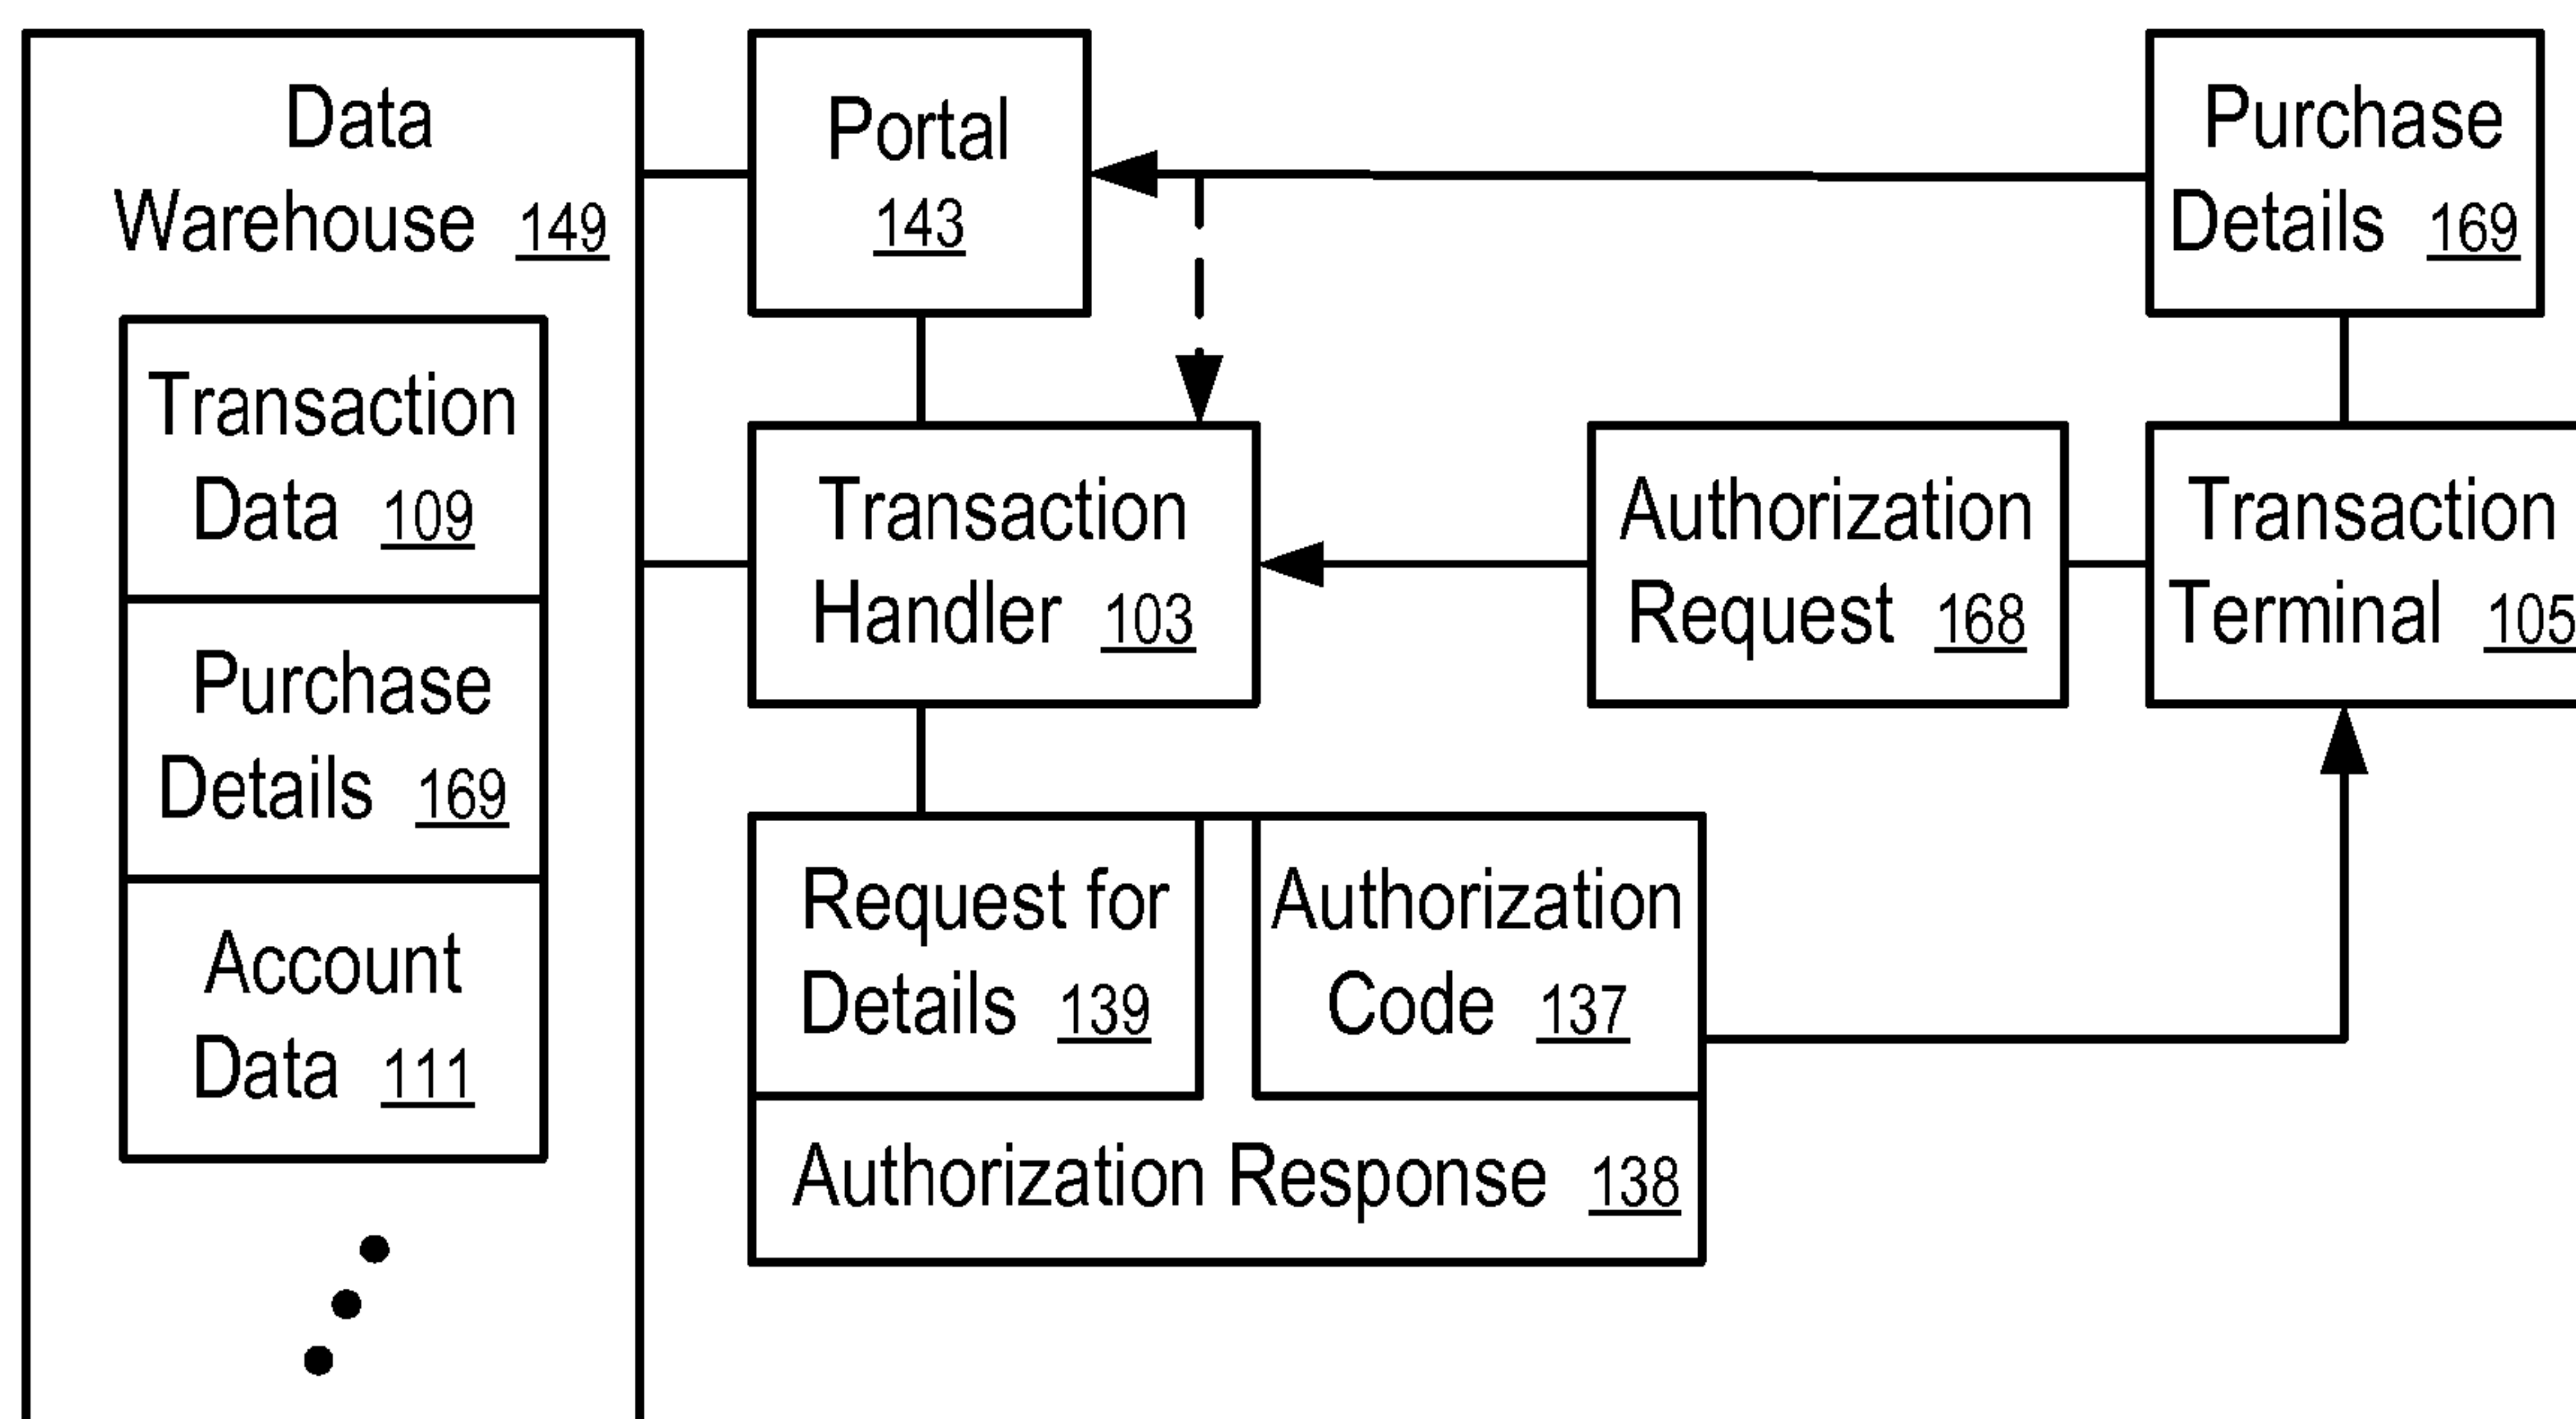 Data
Warehouse 149
Transaction
Data 109
Purchase
Details 169
Account
Data 111
Portal
143
Purchase
Details 169
Transaction
Handler 103
Authorization
Request 168
Transaction
Terminal 105
Request for
Details 139
Authorization
Code 137
Authorization Response 138